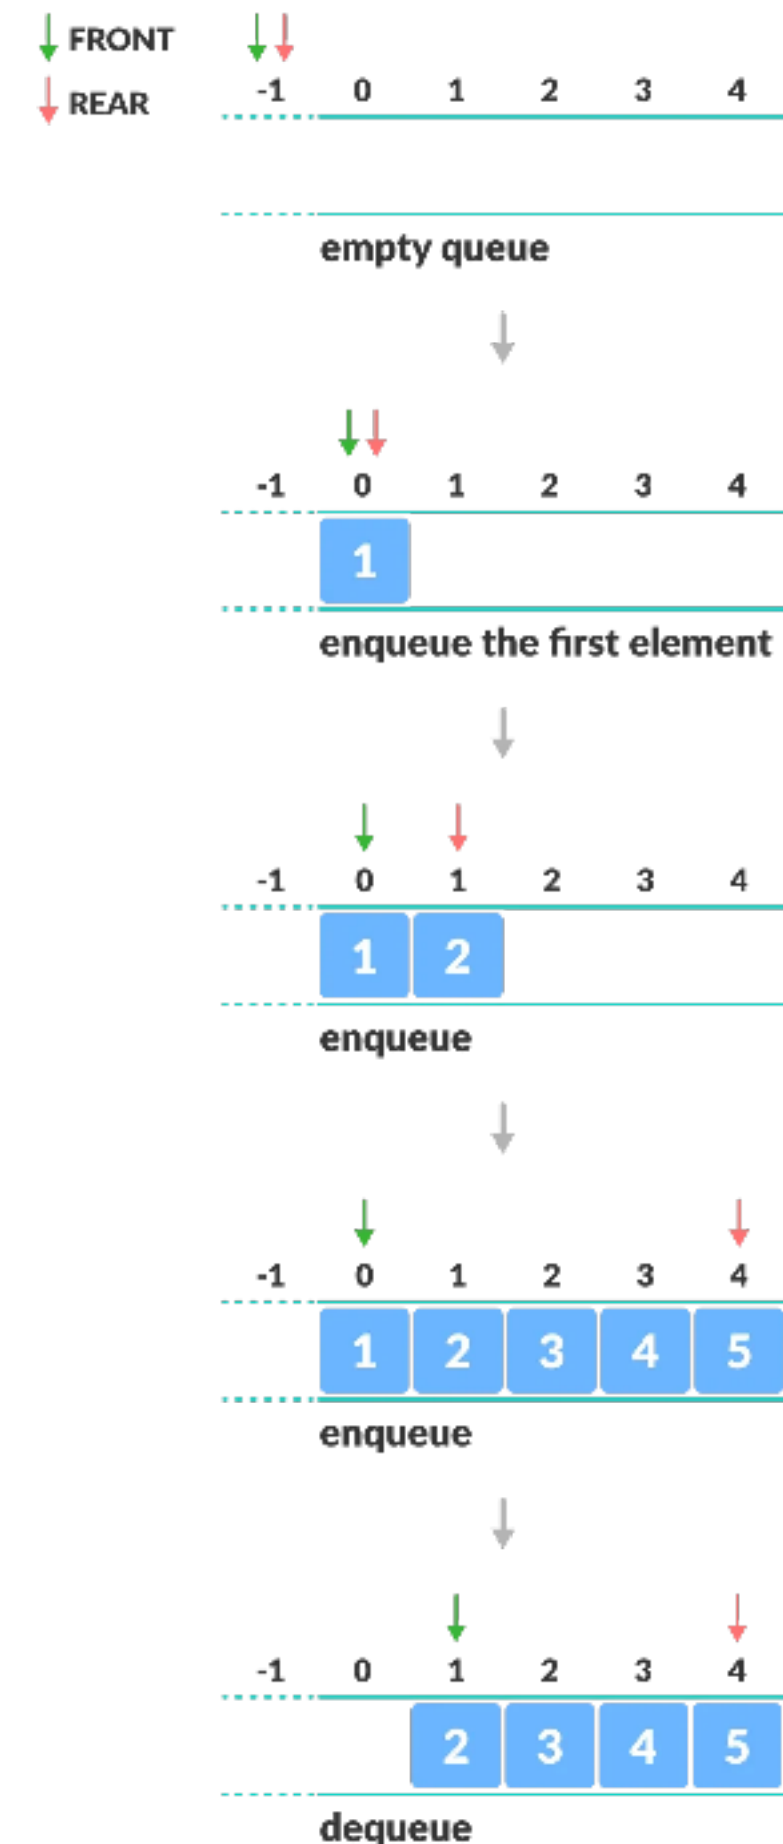 FRONT
REAR
-1 0 1 2 3 4
empty queue
-1 0 1 2 3 4
1
enqueue the first element
-1 0 1 2 3 4
1 2
enqueue
-1 0 1 2 3 4
1 2 3 4 5
enqueue
-1 0 1 2 3 4
2 3 4 5
dequeue